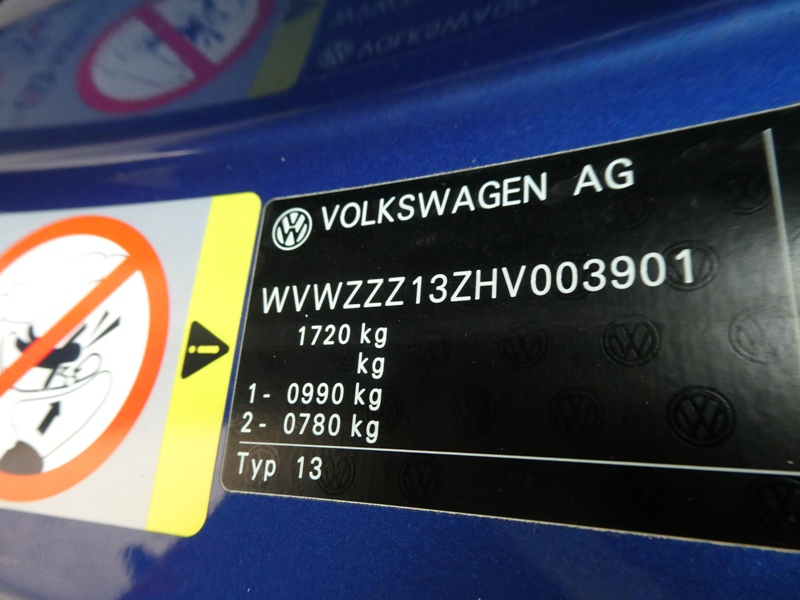 VOLKSWAGEN AG
WVWZZZ13ZHV003901
1720 kg
kg
1- 0990 kg
2- 0780 kg
Typ 13